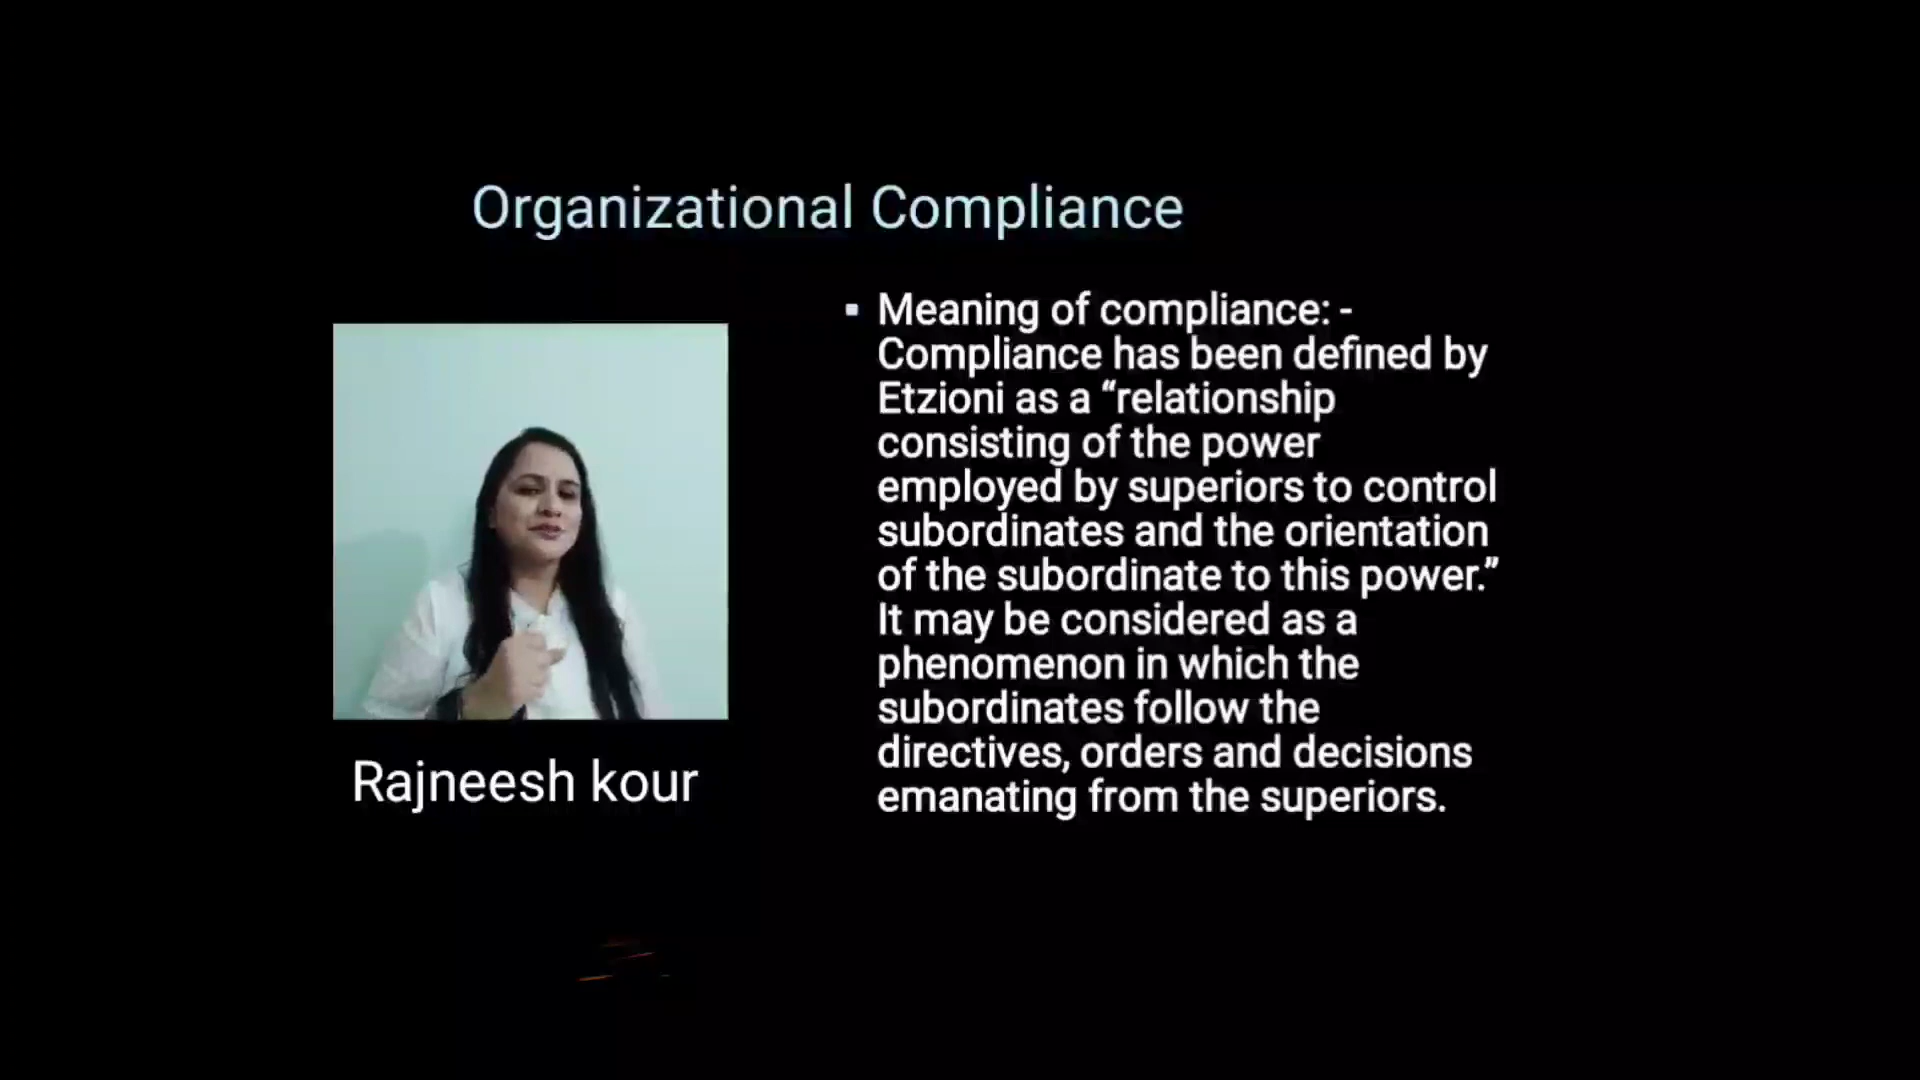 Organizational Compliance
▪ Meaning of compliance: -
Compliance has been defined by
Etzioni as a “relationship
consisting of the power
employed by superiors to control
subordinates and the orientation
of the subordinate to this power.”
It may be considered as a
phenomenon in which the
subordinates follow the
directives, orders and decisions
emanating from the superiors.
Rajneesh kour